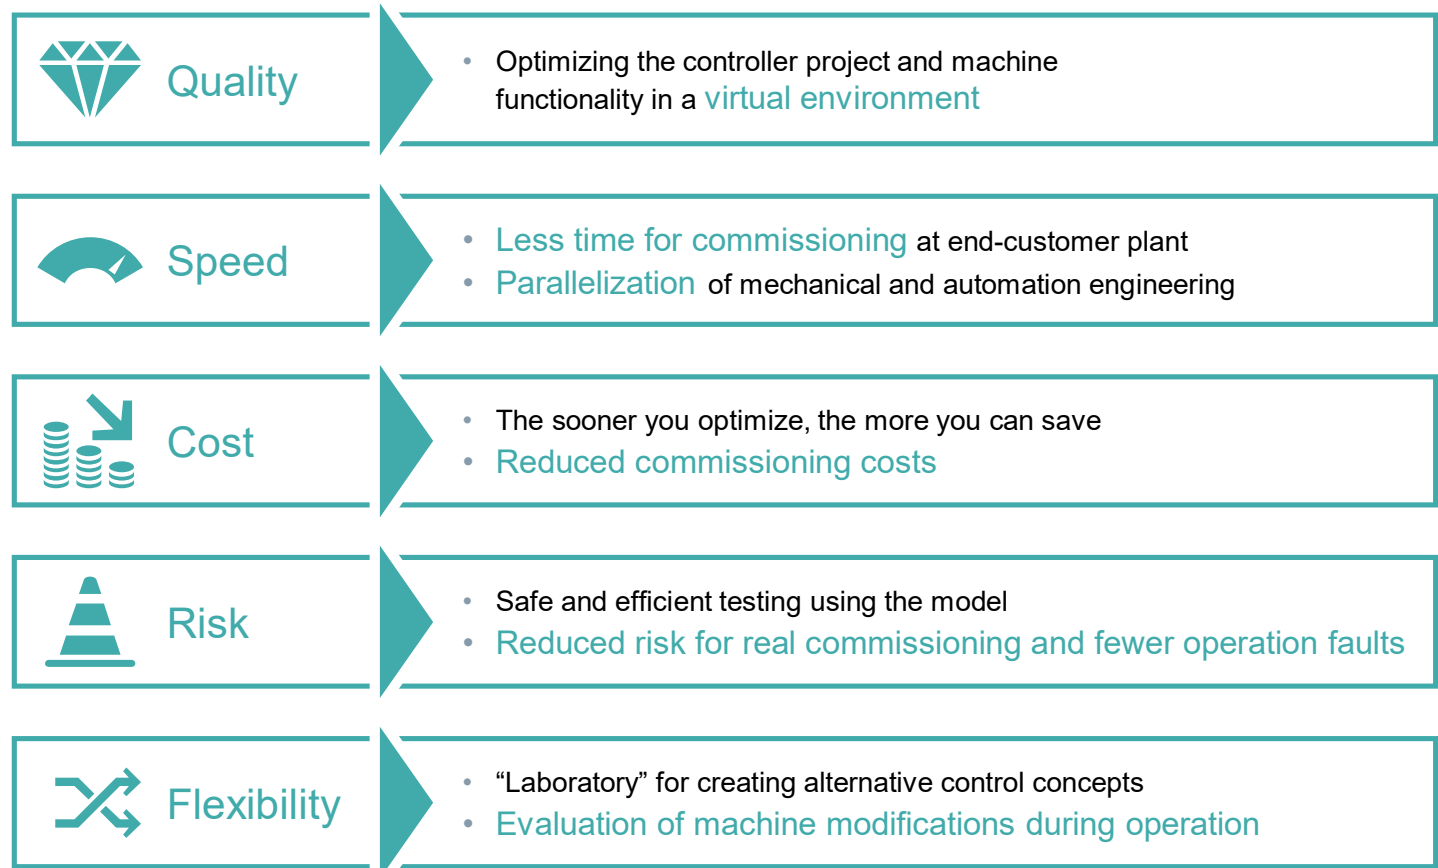 Quality
• Optimizing the controller project and machine
functionality in a virtual environment
Speed
• Less time for commissioning at end-customer plant
• Parallelization of mechanical and automation engineering
Cost
• The sooner you optimize, the more you can save
• Reduced commissioning costs
Risk
• Safe and efficient testing using the model
• Reduced risk for real commissioning and fewer operation faults
Flexibility
• “Laboratory” for creating alternative control concepts
• Evaluation of machine modifications during operation